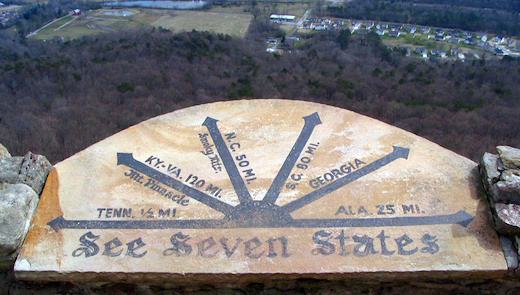 N.C. 50 MI.
Smoky Mts.
S.C. 80 MI.
KY-VA. 120 MI.
Mt. Pinnacle
GEORGIA
TENN. ½ MI.
ALA. 25 MI.
See Seven States